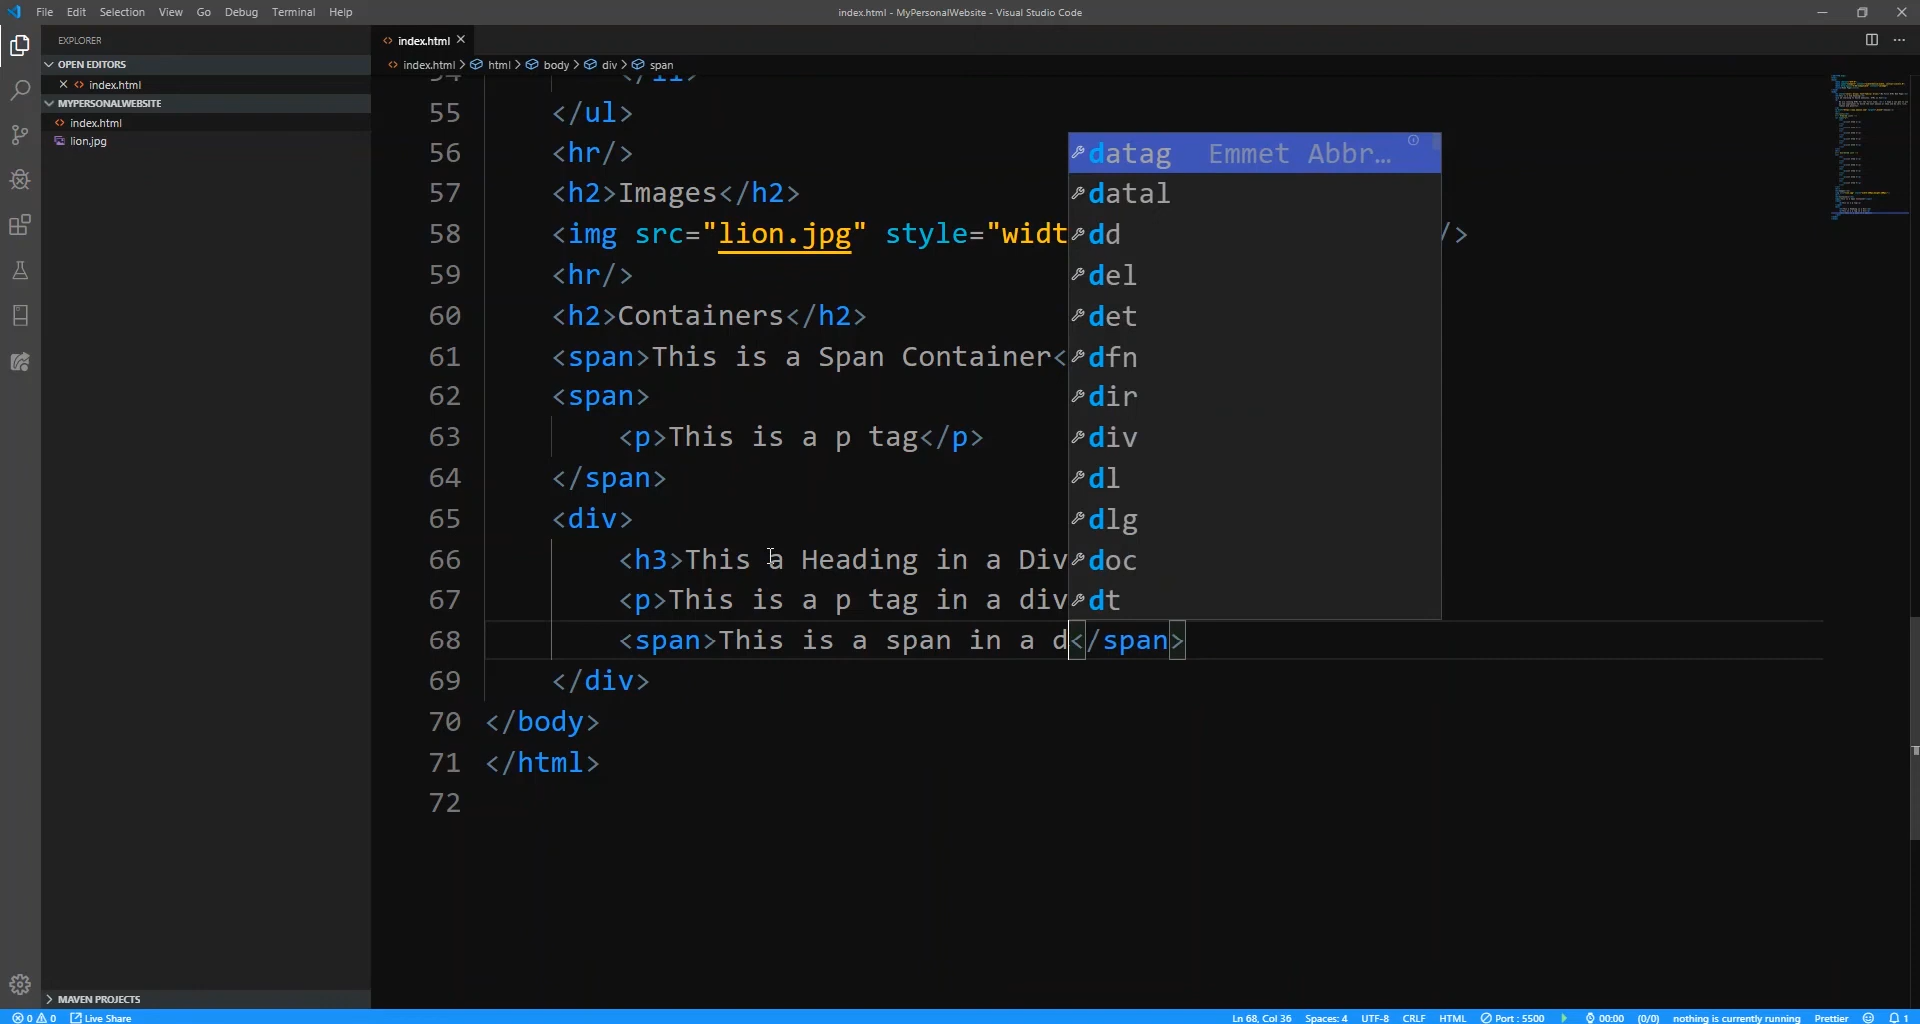 File Edit Selection View Go Debug Terminal Help
index.html - MyPersonalWebsite - Visual Studio Code
EXPLORER
OPEN EDITORS
index.html
MYPERSONALWEBSITE
index.html
lion.jpg
MAVEN PROJECTS
index.html
index.html > html > body > div > span
55 </ul>
56 <hr/>
57 <h2>Images</h2>
58 <img src="lion.jpg" style="widt />
59 <hr/>
60 <h2>Containers</h2>
61 <span>This is a Span Container<
62 <span>
63 <p>This is a p tag</p>
64 </span>
65 <div>
66 <h3>This a Heading in a Div
67 <p>This is a p tag in a div
68 <span>This is a span in a d</span>
69 </div>
70 </body>
71 </html>
72
datag Emmet Abbr...
datal
dd
del
det
dfn
dir
div
dl
dlg
doc
dt
0 0 Live Share
Ln 68, Col 36 Spaces: 4 UTF-8 CRLF HTML Port : 5500 00:00 (0/0) nothing is currently running Prettier 1